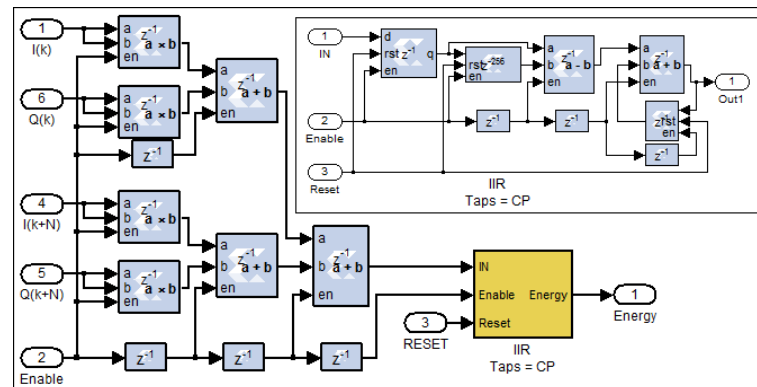 1
I(k)
a
b
en
z⁻¹
a × b
6
Q(k)
a
b
en
z⁻¹
a × b
z⁻¹
a
b
en
z⁻¹
a + b
4
I(k+N)
a
b
en
z⁻¹
a × b
5
Q(k+N)
a
b
en
z⁻¹
a × b
a
b
en
z⁻¹
a + b
a
b
en
z⁻¹
a + b
2
Enable
z⁻¹
z⁻¹
z⁻¹
3
RESET
IN
Enable
Reset
Energy
IIR
Taps = CP
1
Energy
1
IN
d
rst
en
z⁻¹
q
rst
en
z⁻²⁵⁶
a
b
en
z⁻¹
a - b
a
b
en
z⁻¹
a + b
1
Out1
2
Enable
z⁻¹
z⁻¹
z⁻¹
rst
en
z⁻¹
3
Reset
IIR
Taps = CP